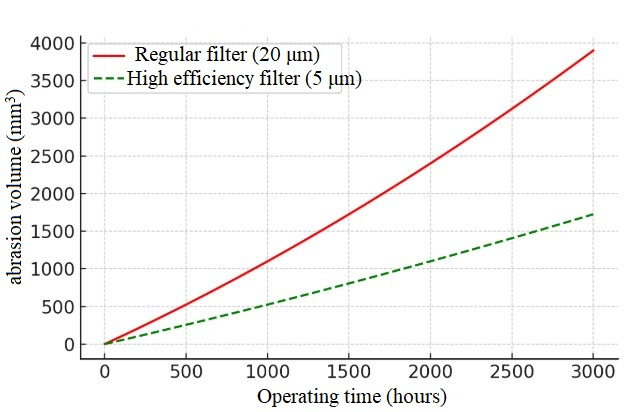 4000
3500
3000
2500
2000
1500
1000
500
0
abrasion volume (mm³)
Regular filter (20 μm)
High efficiency filter (5 μm)
0 500 1000 1500 2000 2500 3000
Operating time (hours)